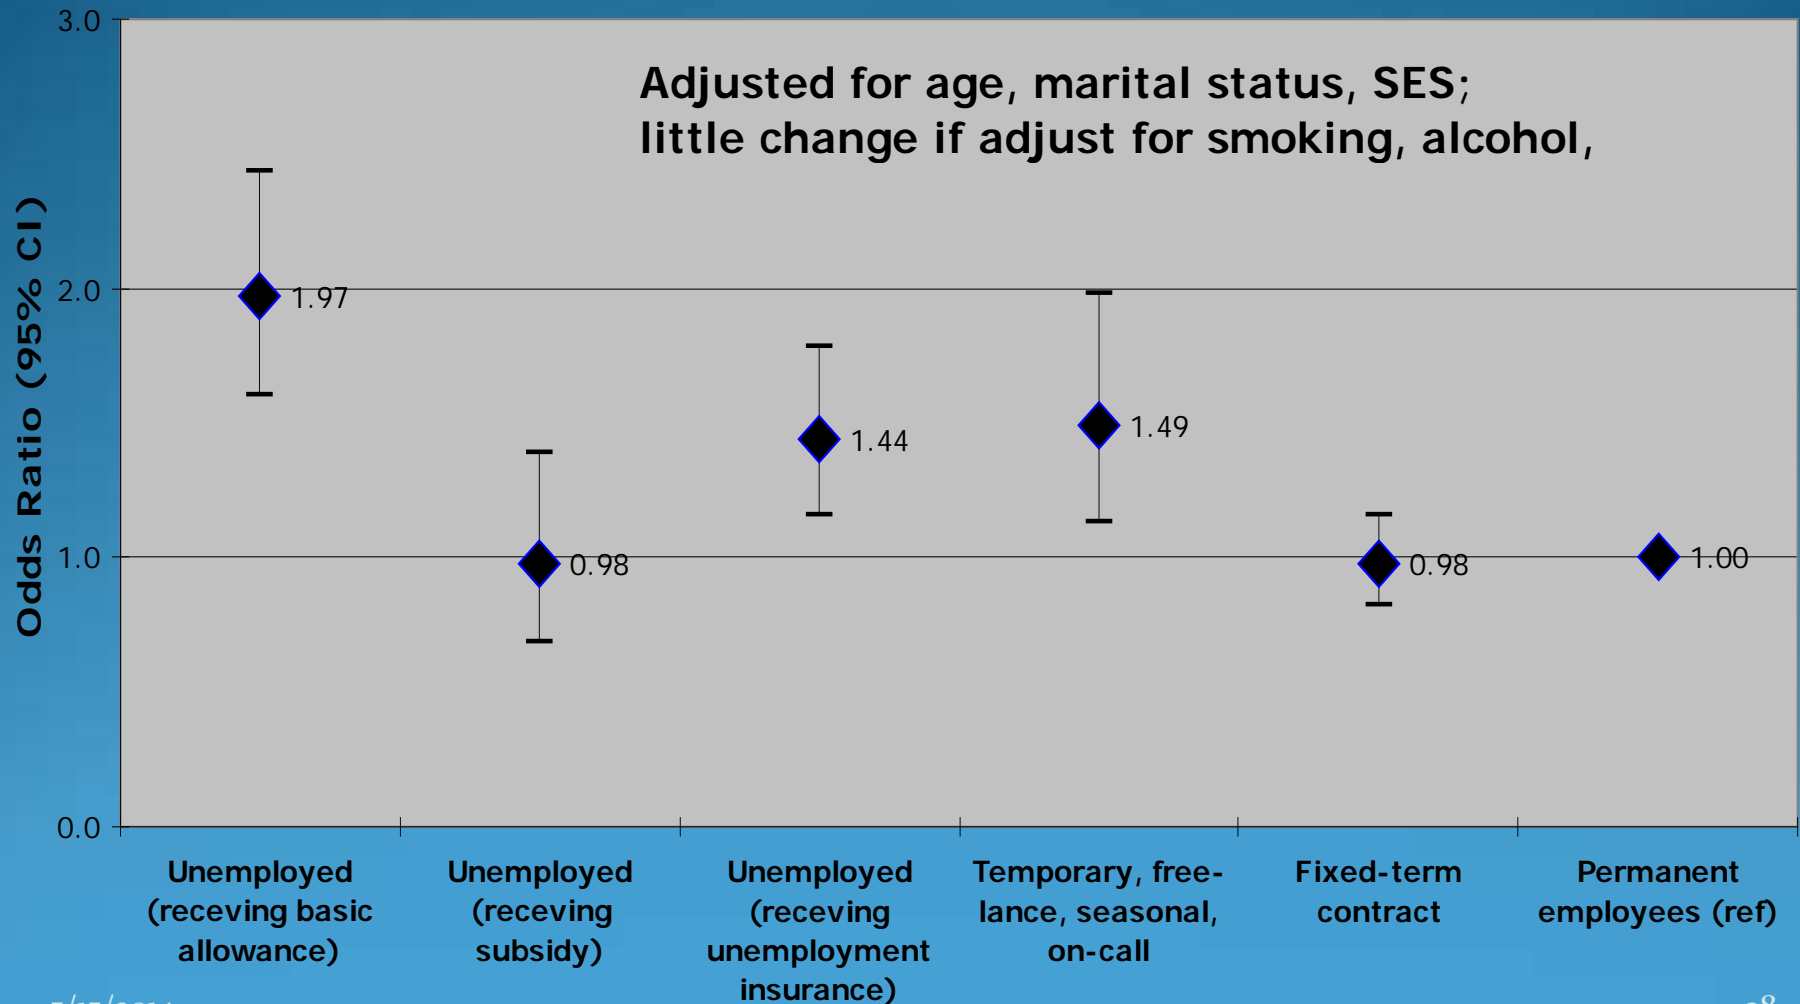 3.0
Adjusted for age, marital status, SES;
little change if adjust for smoking, alcohol,
Odds Ratio (95% CI)
2.0
1.97
1.44
1.49
1.0
0.98
0.98
1.00
0.0
Unemployed
(receving basic
allowance)
Unemployed
(receving
subsidy)
Unemployed
(receving
unemployment
insurance)
Temporary, free-
lance, seasonal,
on-call
Fixed-term
contract
Permanent
employees (ref)